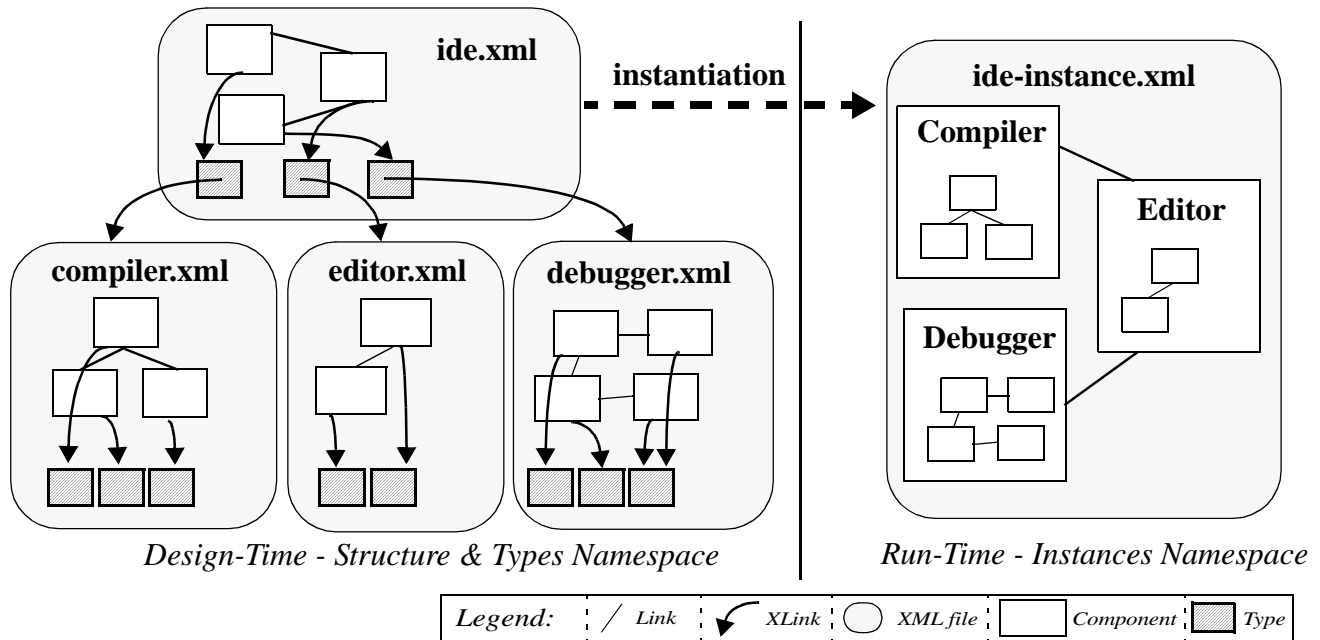 ide.xml
instantiation
ide-instance.xml
Compiler
Editor
Debugger
compiler.xml
editor.xml
debugger.xml
Design-Time - Structure & Types Namespace
Run-Time - Instances Namespace
Legend: Link XLink XML file Component Type